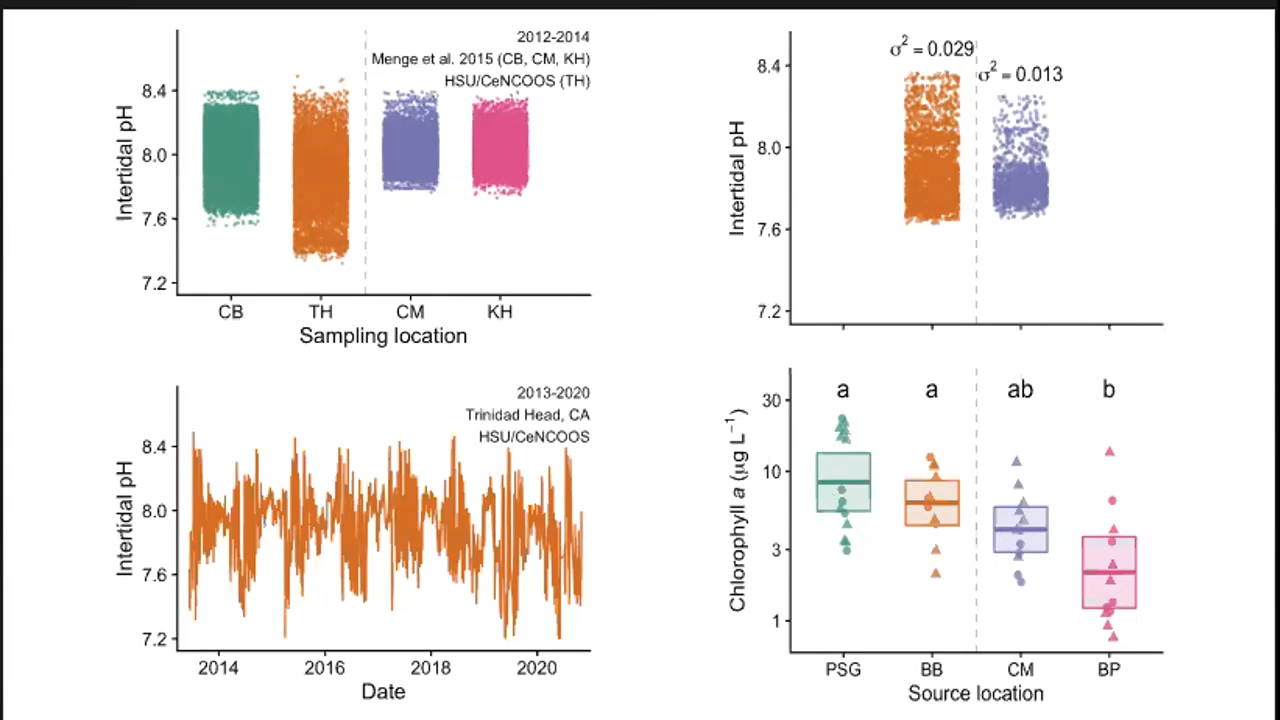 2012-2014
Menge et al. 2015 (CB, CM, KH)
HSU/CeNCOOS (TH)
Intertidal pH
8.4
8.0
7.6
7.2
CB TH CM KH
Sampling location
σ² = 0.029
σ² = 0.013
Intertidal pH
8.4
8.0
7.6
7.2
2013-2020
Trinidad Head, CA
HSU/CeNCOOS
Intertidal pH
8.4
8.0
7.6
7.2
2014 2016 2018 2020
Date
a a ab b
Chlorophyll a (µg L⁻¹)
30
10
3
1
PSG BB CM BP
Source location